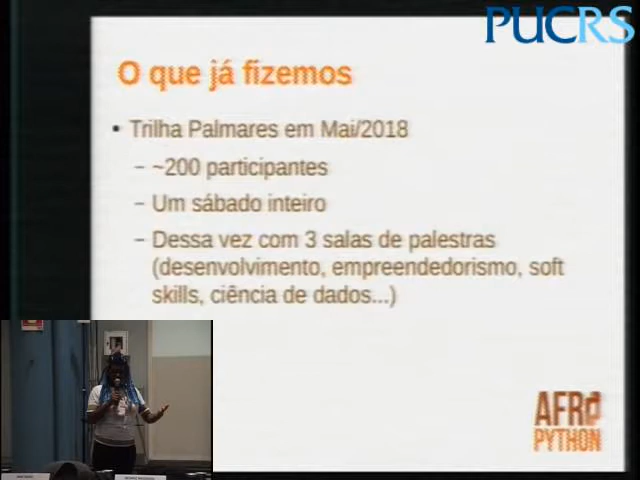 PUCRS
O que já fizemos
• Trilha Palmares em Mai/2018
– ~200 participantes
– Um sábado inteiro
– Dessa vez com 3 salas de palestras
(desenvolvimento, empreendedorismo, soft
skills, ciência de dados...)
AFRO
PYTHON